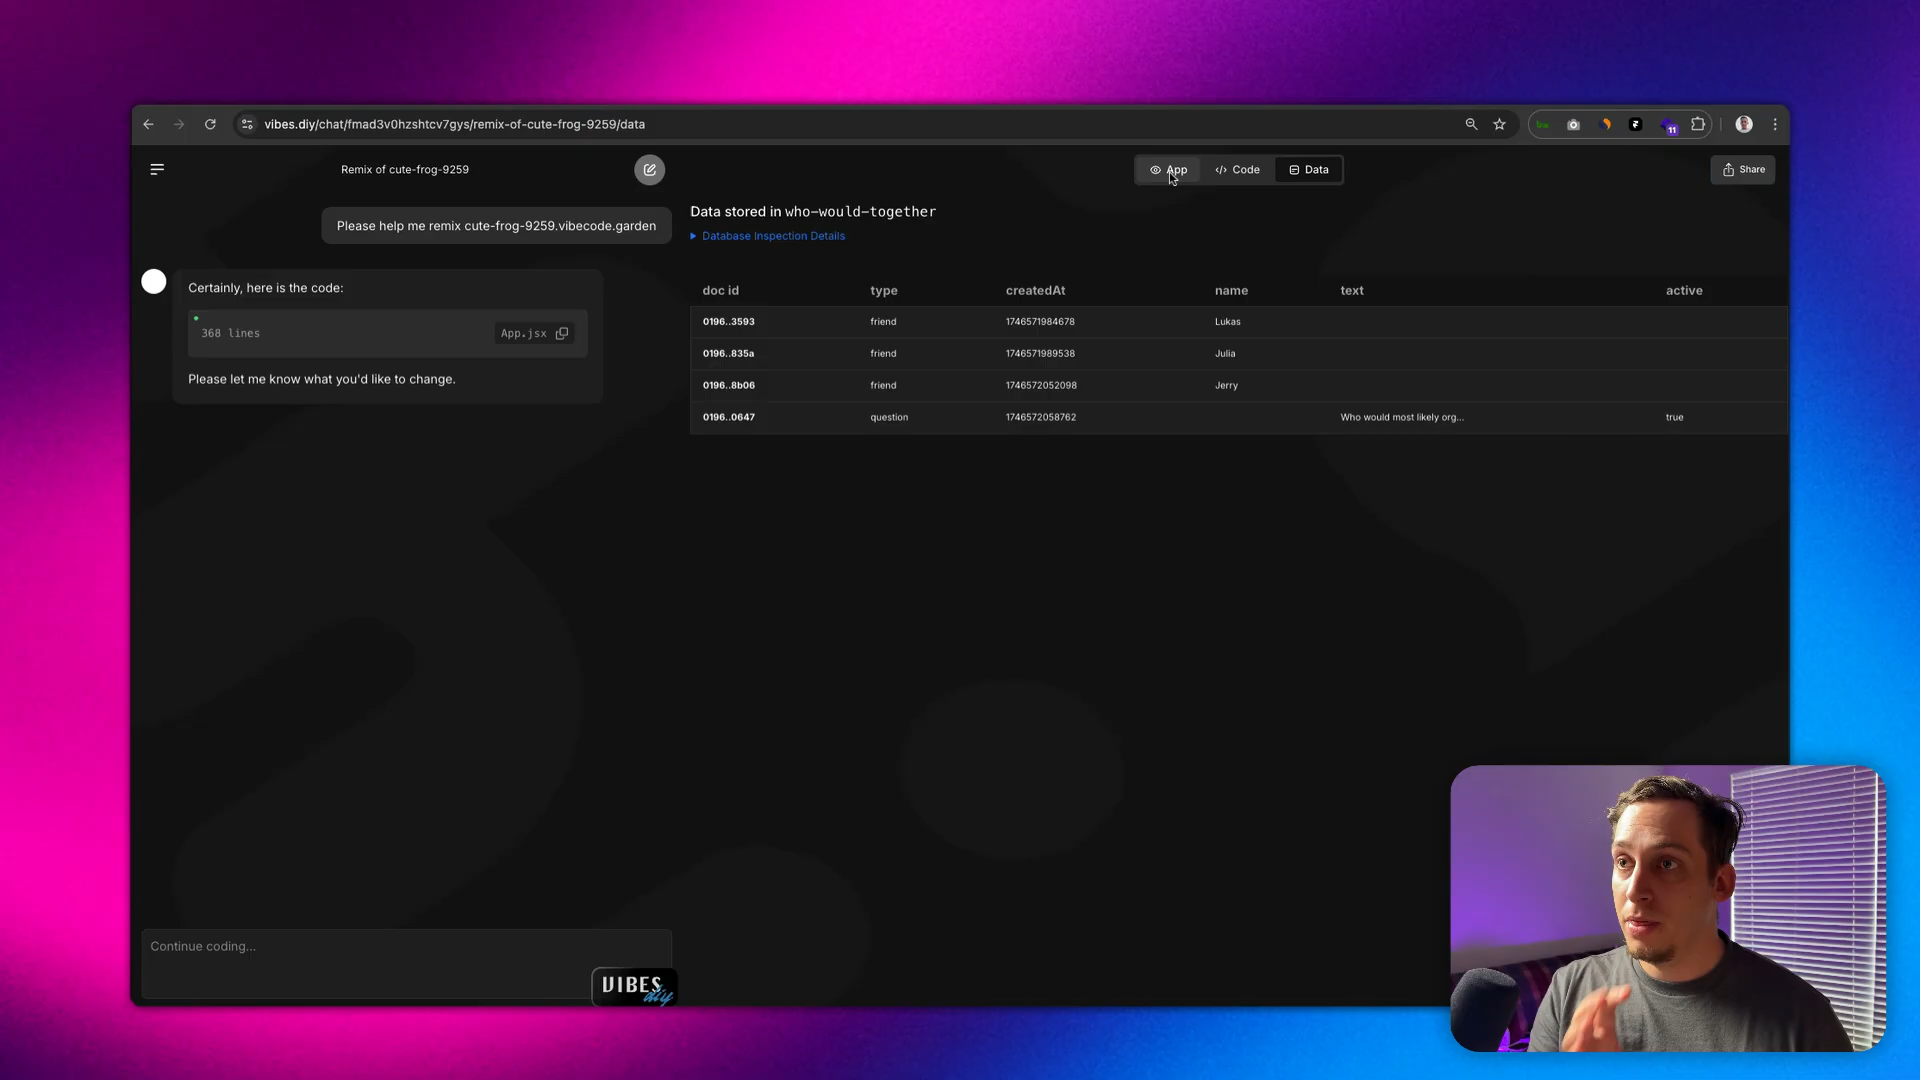 vibes.diy/chat/fmad3v0hzshtcv7gys/remix-of-cute-frog-9259/data
11
Remix of cute-frog-9259
App
Code
Data
Share
Please help me remix cute-frog-9259.vibecode.garden
Certainly, here is the code:
368 lines
App.jsx
Please let me know what you'd like to change.
Data stored in who-would-together
Database Inspection Details
doc id type createdAt name text active
0196..3593 friend 1746571984678 Lukas
0196..835a friend 1746571989538 Julia
0196..8b06 friend 1746572052098 Jerry
0196..0647 question 1746572058762 Who would most likely org... true
Continue coding...
VIBES
diy